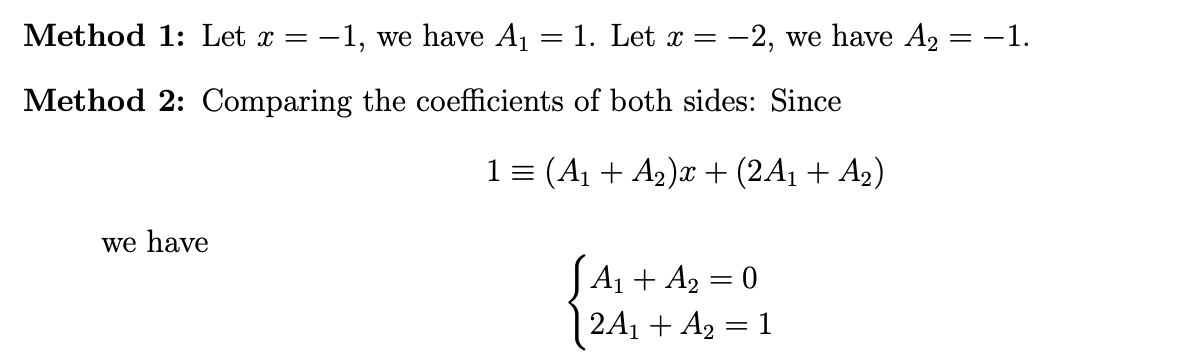 Method 1: Let x = −1, we have A₁ = 1. Let x = −2, we have A₂ = −1.
Method 2: Comparing the coefficients of both sides: Since
1 ≡ (A₁ + A₂)x + (2A₁ + A₂)
we have
{ A₁ + A₂ = 0
2A₁ + A₂ = 1